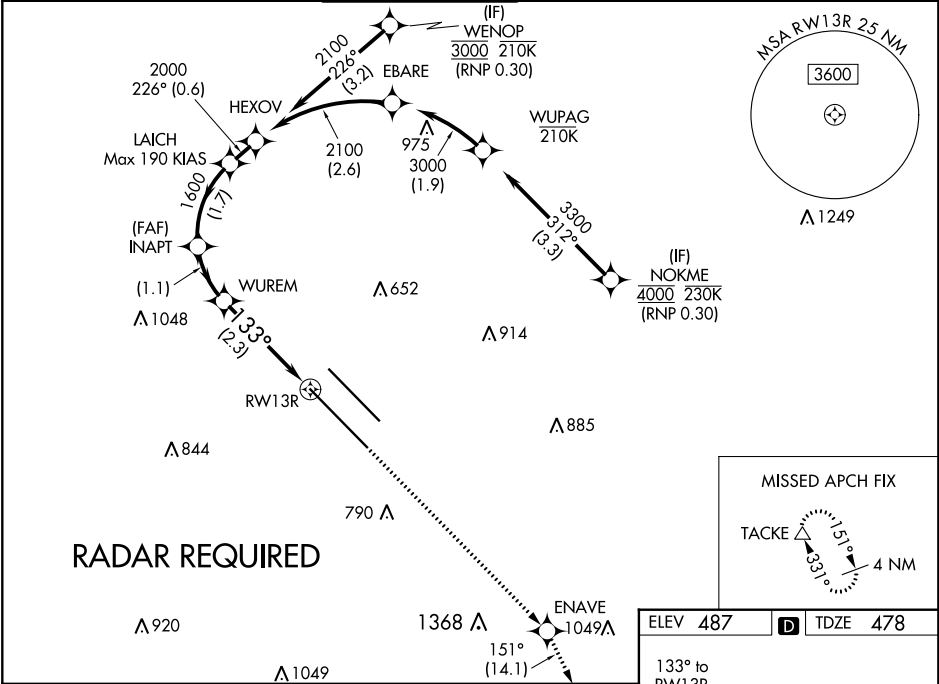 (IF)
WENOP
3000 210K
(RNP 0.30)
2100
226°
(3.2)
MSA RW13R 25 NM
3600
1249
2000
226° (0.6)
HEXOV
EBARE
WUPAG
210K
975
3000
(1.9)
2100
(2.6)
LAICH
Max 190 KIAS
1600
(1.7)
3300
312°
(3.3)
(FAF)
INAPT
(IF)
NOKME
4000 230K
(RNP 0.30)
(1.1)
WUREM
652
1048
133°
(2.3)
914
RW13R
885
844
MISSED APCH FIX
TACKE
151°
331°
4 NM
790
RADAR REQUIRED
920
1368
ENAVE
1049
151°
(14.1)
1049
ELEV 487 D TDZE 478
133° to
RW13R